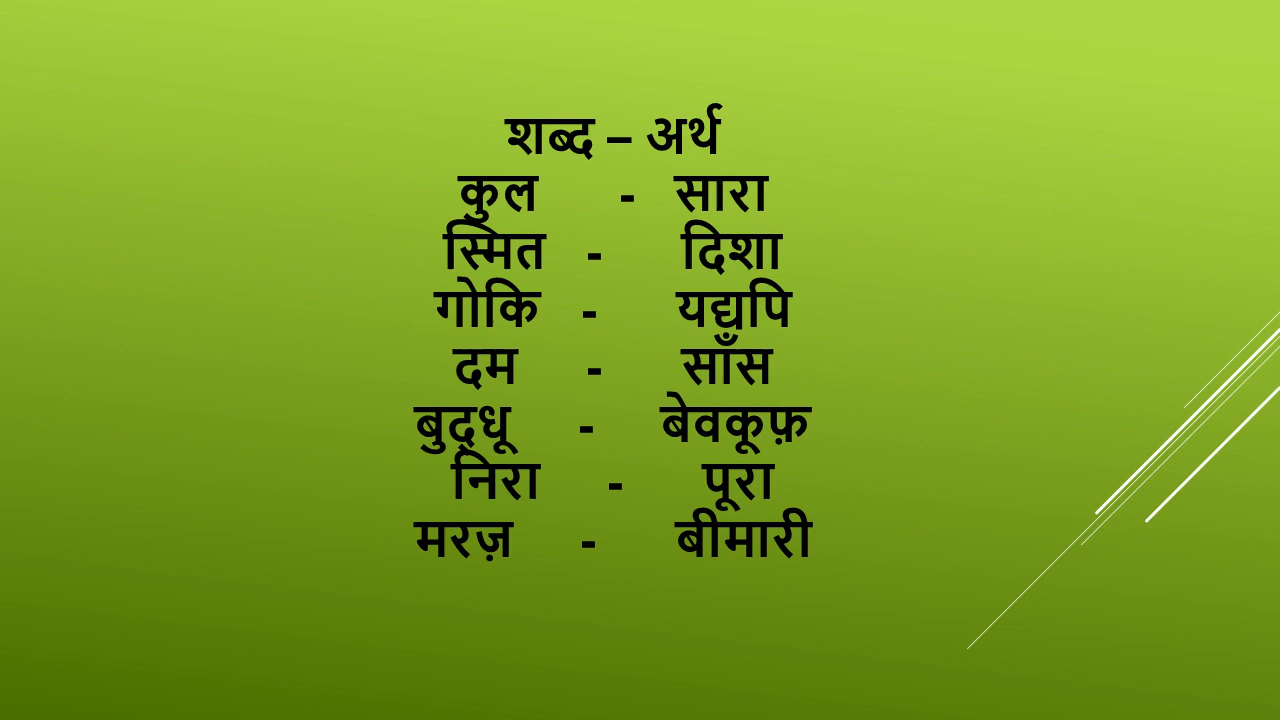 शब्द – अर्थ
कुल - सारा
स्मित - दिशा
गोकि - यद्यपि
दम - साँस
बुद्धू - बेवकूफ़
निरा - पूरा
मरज़ - बीमारी